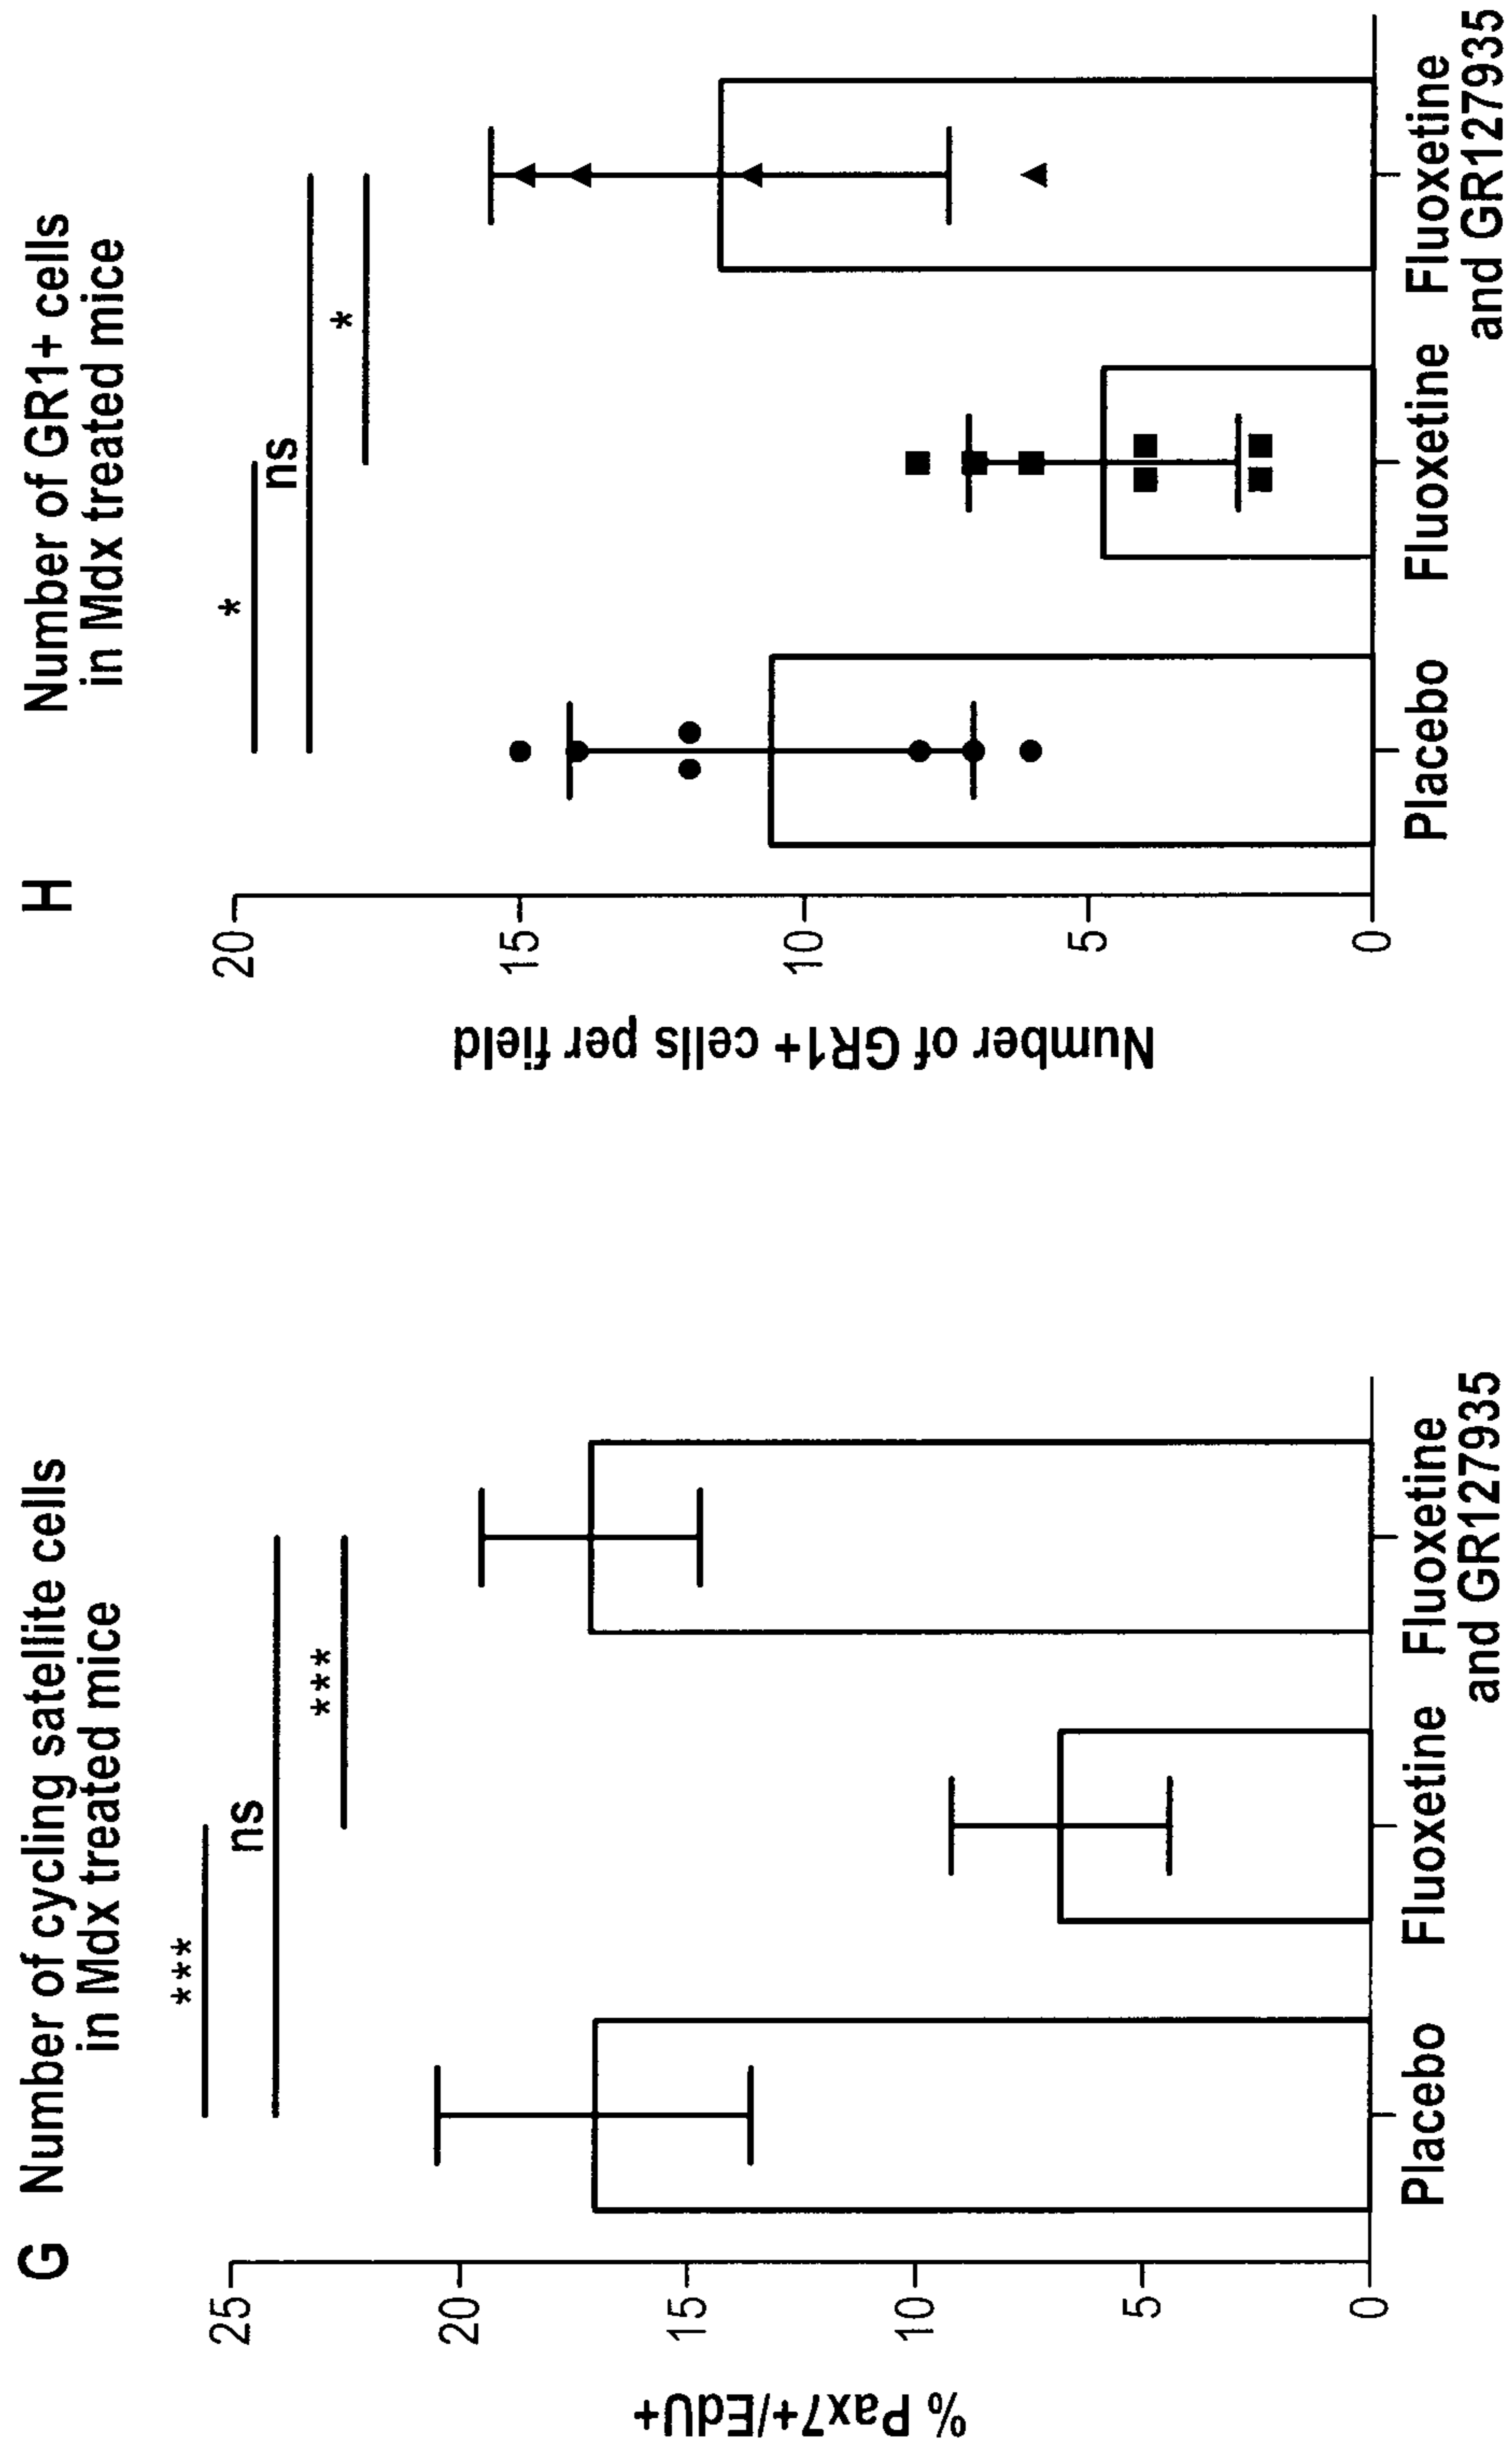 G Number of cycling satellite cells
in Mdx treated mice
***
ns
***
% Pax7+/EdU+
25
20
15
10
5
0
Placebo Fluoxetine Fluoxetine
and GR127935
H Number of GR1+ cells
in Mdx treated mice
*
ns
*
Number of GR1+ cells per field
20
15
10
5
0
Placebo Fluoxetine Fluoxetine
and GR127935